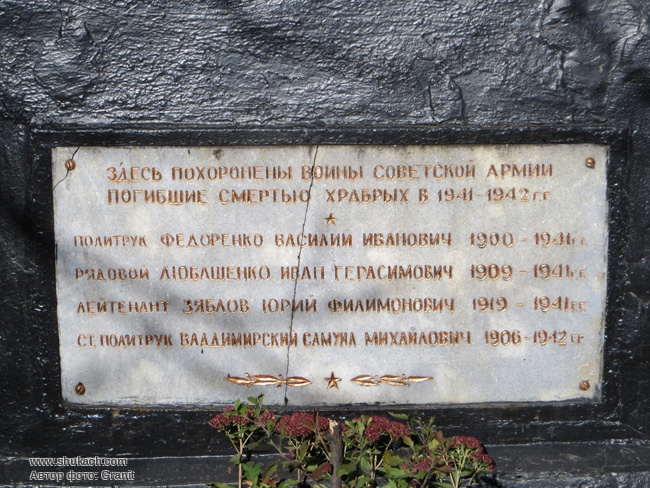 ЗДЕСЬ ПОХОРОНЕНЫ ВОИНЫ СОВЕТСКОЙ АРМИИ
ПОГИБШИЕ СМЕРТЬЮ ХРАБРЫХ В 1941-1942 Г.Г.
ПОЛИТРУК ФЕДОРЕНКО ВАСИЛИЙ ИВАНОВИЧ 1900-1941 г.г.
РЯДОВОЙ ЛЮБАШЕНКО ИВАН ГЕРАСИМОВИЧ 1909-1941 г.г.
ЛЕЙТЕНАНТ ЗЯБЛОВ ЮРИЙ ФИЛИМОНОВИЧ 1919-1941 г.г.
СТ. ПОЛИТРУК ВЛАДИМИРСКИЙ САМУИЛ МИХАЙЛОВИЧ 1906-1942 г.г.
www.shukach.com
Автор фото: Granit